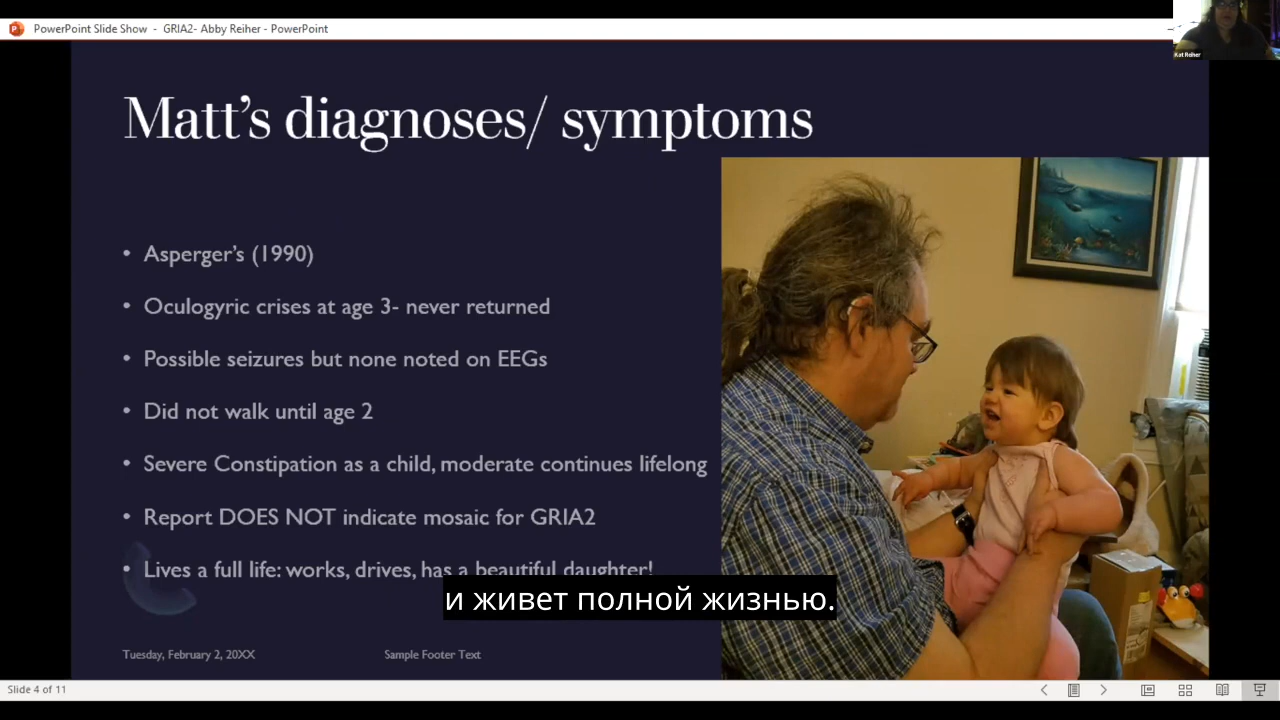 PowerPoint Slide Show - GRIA2- Abby Reiher - PowerPoint
Kat Reiher
Matt's diagnoses/ symptoms
• Asperger's (1990)
• Oculogyric crises at age 3- never returned
• Possible seizures but none noted on EEGs
• Did not walk until age 2
• Severe Constipation as a child, moderate continues lifelong
• Report DOES NOT indicate mosaic for GRIA2
• Lives a full life: works, drives, has a beautiful daughter!
и живет полной жизнью.
Tuesday, February 2, 20XX
Sample Footer Text
Slide 4 of 11